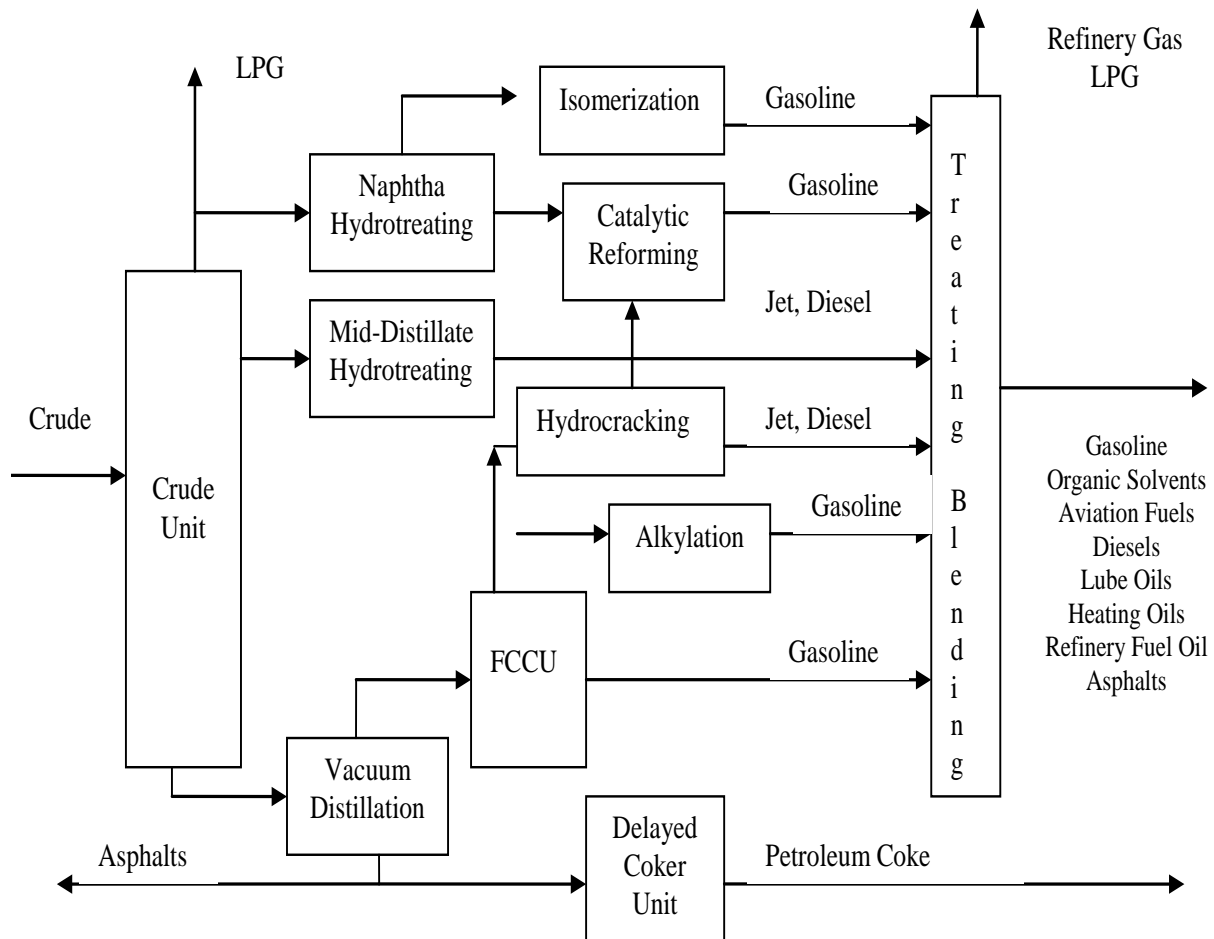 LPG
Refinery Gas
LPG
Isomerization
Gasoline
Naphtha
Hydrotreating
Catalytic
Reforming
Gasoline
Mid-Distillate
Hydrotreating
Jet, Diesel
Crude
Crude
Unit
Hydrocracking
Jet, Diesel
Alkylation
Gasoline
FCCU
Gasoline
Vacuum
Distillation
Asphalts
Delayed
Coker
Unit
Petroleum Coke
T
r
e
a
t
i
n
g
B
l
e
n
d
i
n
g
Gasoline
Organic Solvents
Aviation Fuels
Diesels
Lube Oils
Heating Oils
Refinery Fuel Oil
Asphalts